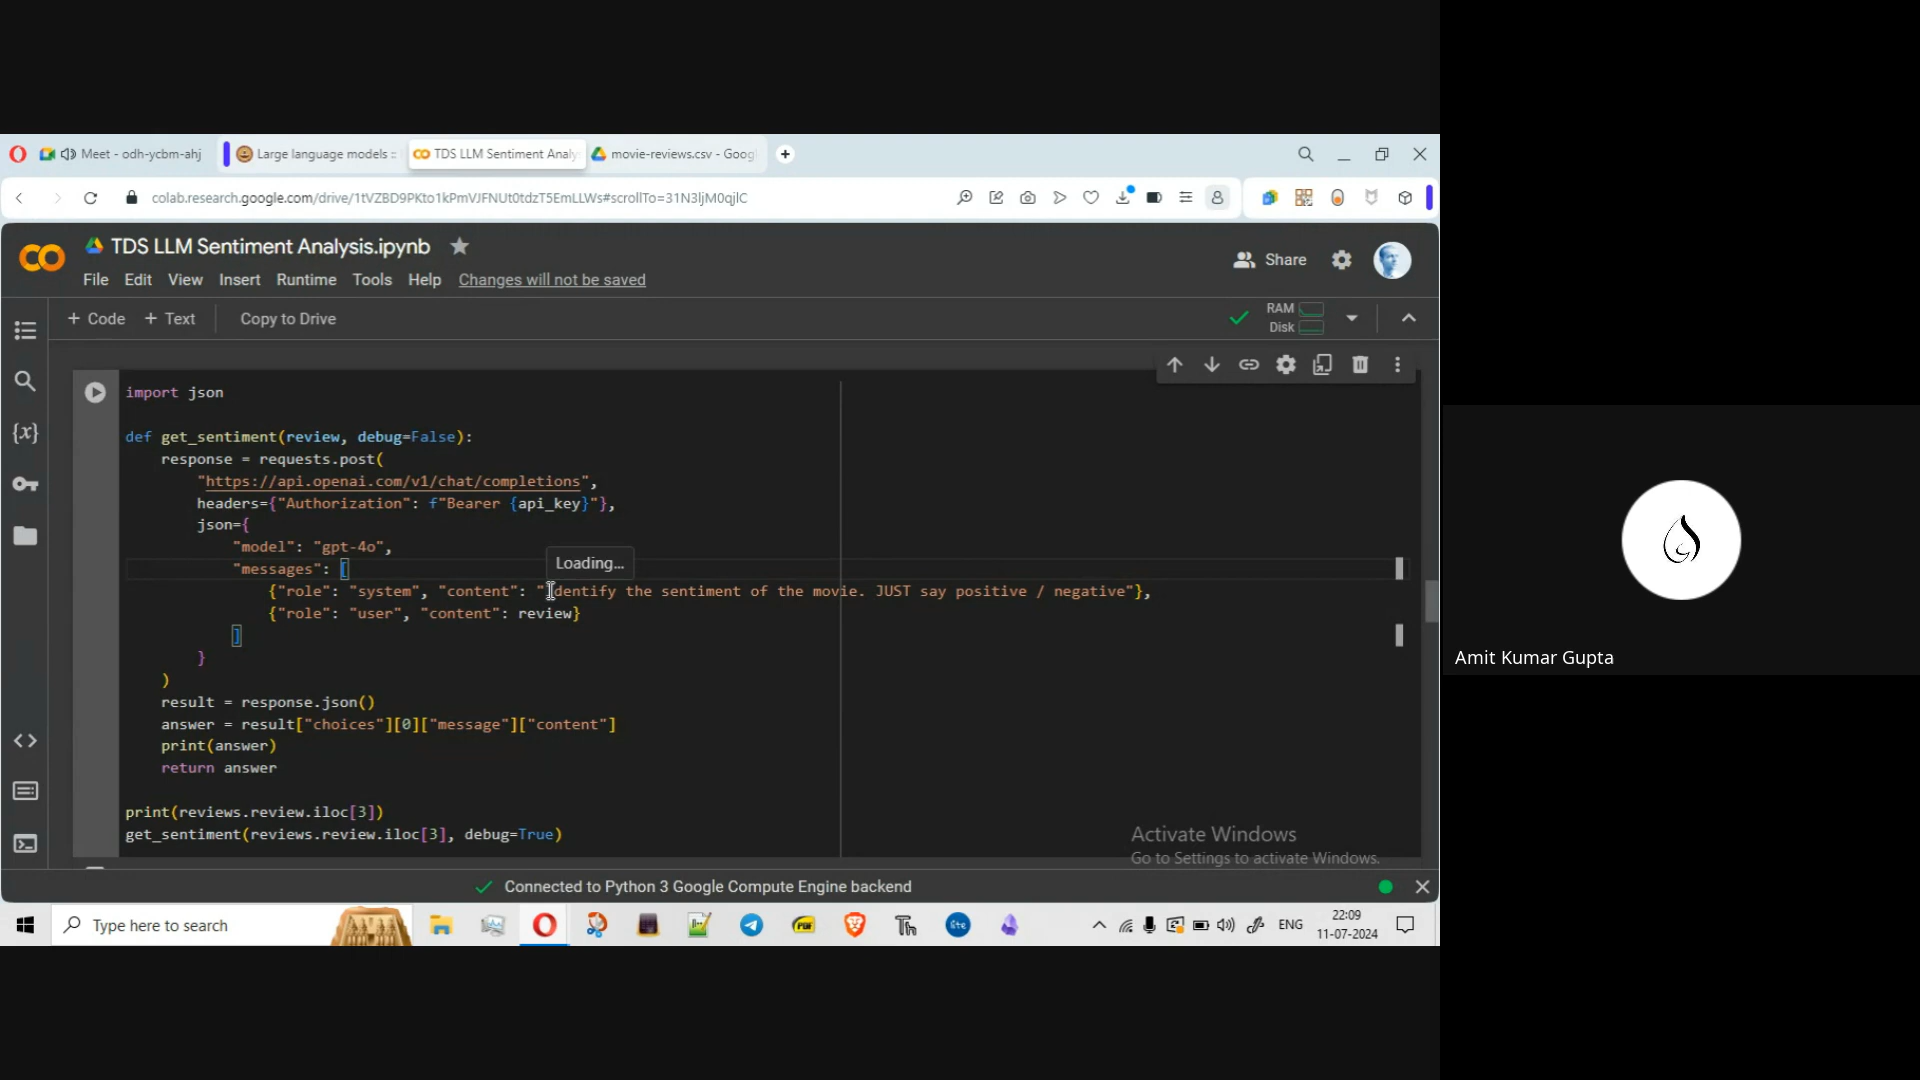 Meet - odh-ycbm-ahj
Large language models ::
TDS LLM Sentiment Analy
movie-reviews.csv - Goog
colab.research.google.com/drive/1tVZBD9PKto1kPmVJFNUt0tdzT5EmLLWs#scrollTo=31N3ljM0qjlC
TDS LLM Sentiment Analysis.ipynb
Share
File Edit View Insert Runtime Tools Help Changes will not be saved
+ Code + Text Copy to Drive
RAM
Disk
import json
def get_sentiment(review, debug=False):
response = requests.post(
"https://api.openai.com/v1/chat/completions",
headers={"Authorization": f"Bearer {api_key}"},
json={
"model": "gpt-4o",
"messages": [
Loading...
{"role": "system", "content": "Identify the sentiment of the movie. JUST say positive / negative"},
{"role": "user", "content": review}
]
}
)
result = response.json()
answer = result["choices"][0]["message"]["content"]
print(answer)
return answer
print(reviews.review.iloc[3])
get_sentiment(reviews.review.iloc[3], debug=True)
Activate Windows
Go to Settings to activate Windows.
Connected to Python 3 Google Compute Engine backend
Type here to search
ENG
22:09
11-07-2024
Amit Kumar Gupta